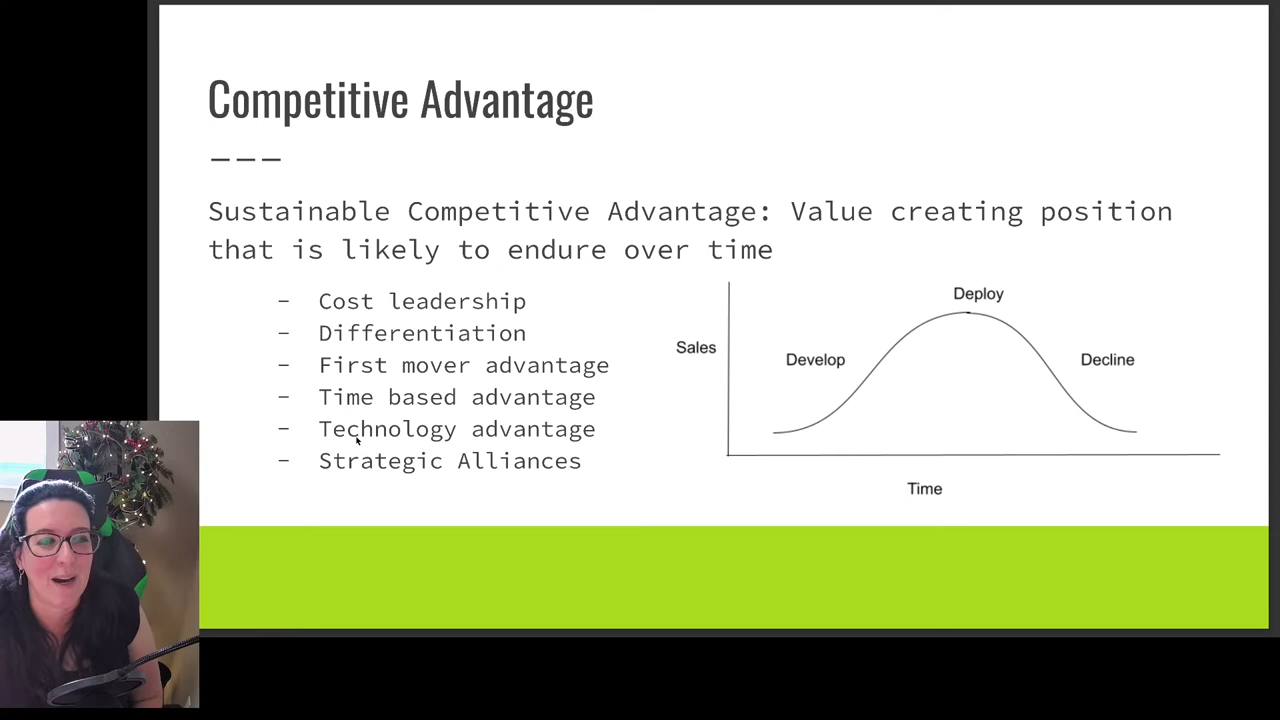 Competitive Advantage
———
Sustainable Competitive Advantage: Value creating position
that is likely to endure over time
- Cost leadership
- Differentiation
- First mover advantage
- Time based advantage
- Technology advantage
- Strategic Alliances
Deploy
Sales
Develop
Decline
Time